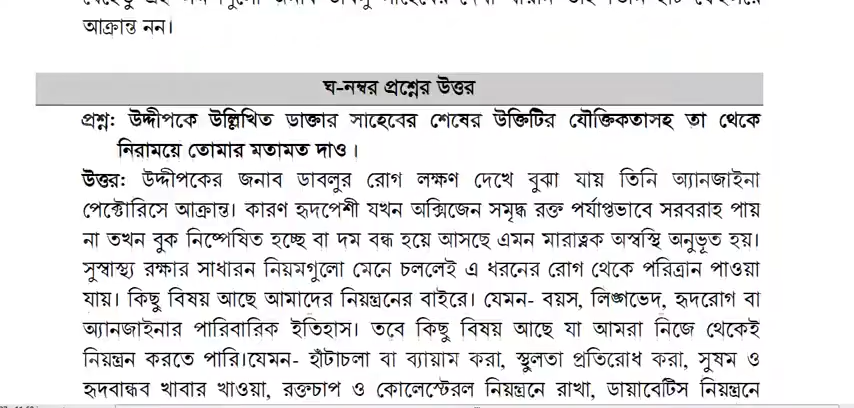 আক্রান্ত নন।
ঘ-নম্বর প্রশ্নের উত্তর
প্রশ্ন: উদ্দীপকে উল্লিখিত ডাক্তার সাহেবের শেষের উক্তিটির যৌক্তিকতাসহ তা থেকে
নিরাময়ে তোমার মতামত দাও।
উত্তর: উদ্দীপকের জনাব ডাবলুর রোগ লক্ষণ দেখে বুঝা যায় তিনি অ্যানজাইনা
পেক্টোরিসে আক্রান্ত। কারণ হৃদপেশী যখন অক্সিজেন সমৃদ্ধ রক্ত পর্যাপ্তভাবে সরবরাহ পায়
না তখন বুক নিষ্পেষিত হচ্ছে বা দম বন্ধ হয়ে আসছে এমন মারাত্নক অস্বস্থি অনুভূত হয়।
সুস্বাস্থ্য রক্ষার সাধারন নিয়মগুলো মেনে চললেই এ ধরনের রোগ থেকে পরিত্রান পাওয়া
যায়। কিছু বিষয় আছে আমাদের নিয়ন্ত্রনের বাইরে। যেমন- বয়স, লিঙ্গভেদ, হৃদরোগ বা
অ্যানজাইনার পারিবারিক ইতিহাস। তবে কিছু বিষয় আছে যা আমরা নিজে থেকেই
নিয়ন্ত্রন করতে পারি।যেমন- হাঁটাচলা বা ব্যায়াম করা, স্থুলতা প্রতিরোধ করা, সুষম ও
হৃদবান্ধব খাবার খাওয়া, রক্তচাপ ও কোলেস্টেরল নিয়ন্ত্রনে রাখা, ডায়াবেটিস নিয়ন্ত্রনে